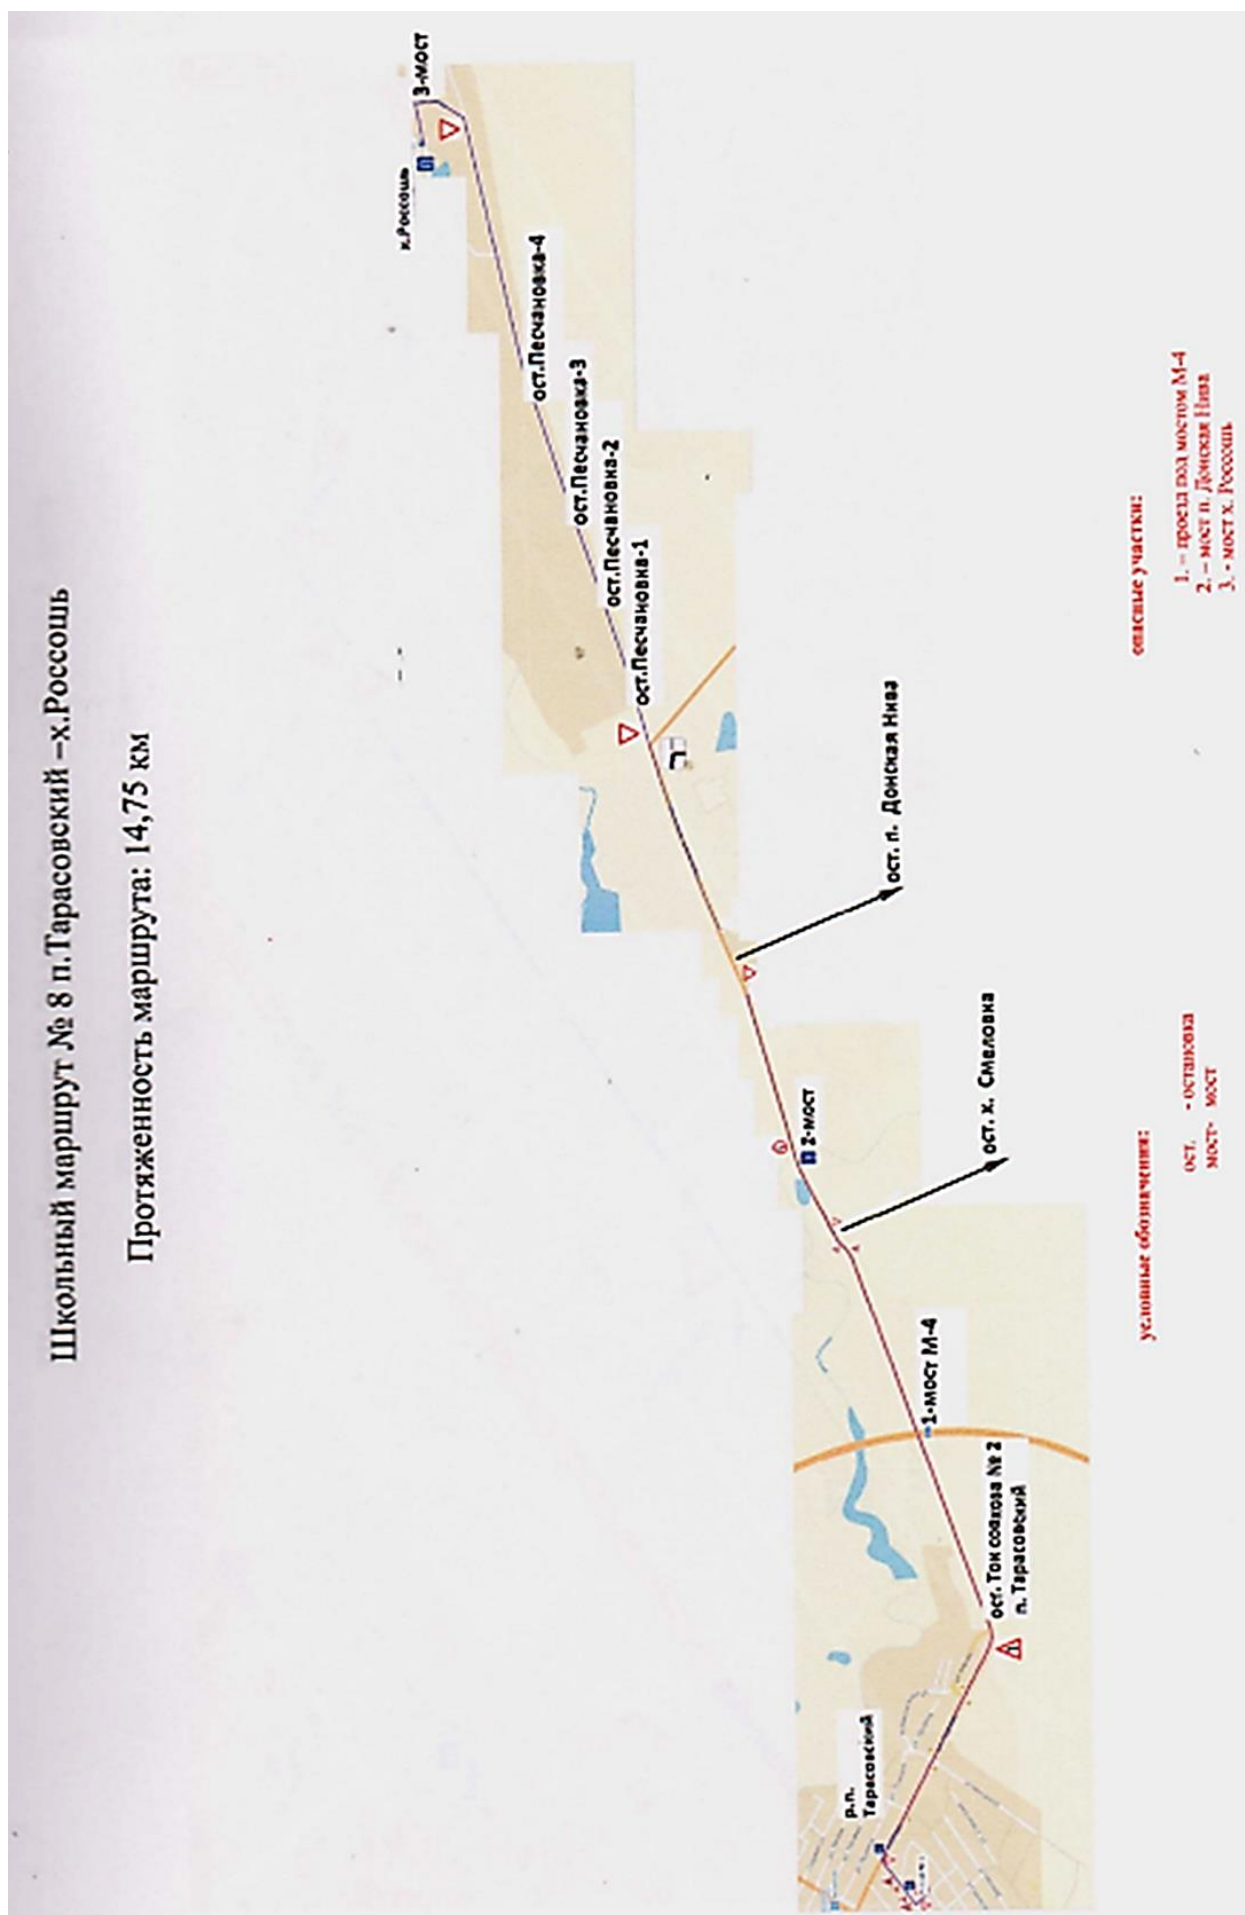 Школьный маршрут № 8 п.Тарасовский –х.Россошь
Протяженность маршрута: 14,75 км
3-мост
х.Россошь
ост.Песчановка-4
ост.Песчановка-3
ост.Песчановка-2
ост.Песчановка-1
ост. п. Донская Нива
2-мост
ост. х. Смеловка
1-мост М-4
ост. Ток совхоза № 2
п. Тарасовский
р.п.
Тарасовский
условные обозначения:
ост. - остановка
мост- мост
опасные участки:
1. – проезд под мостом М-4
2. – мост п. Донская Нива
3. - мост х. Россошь